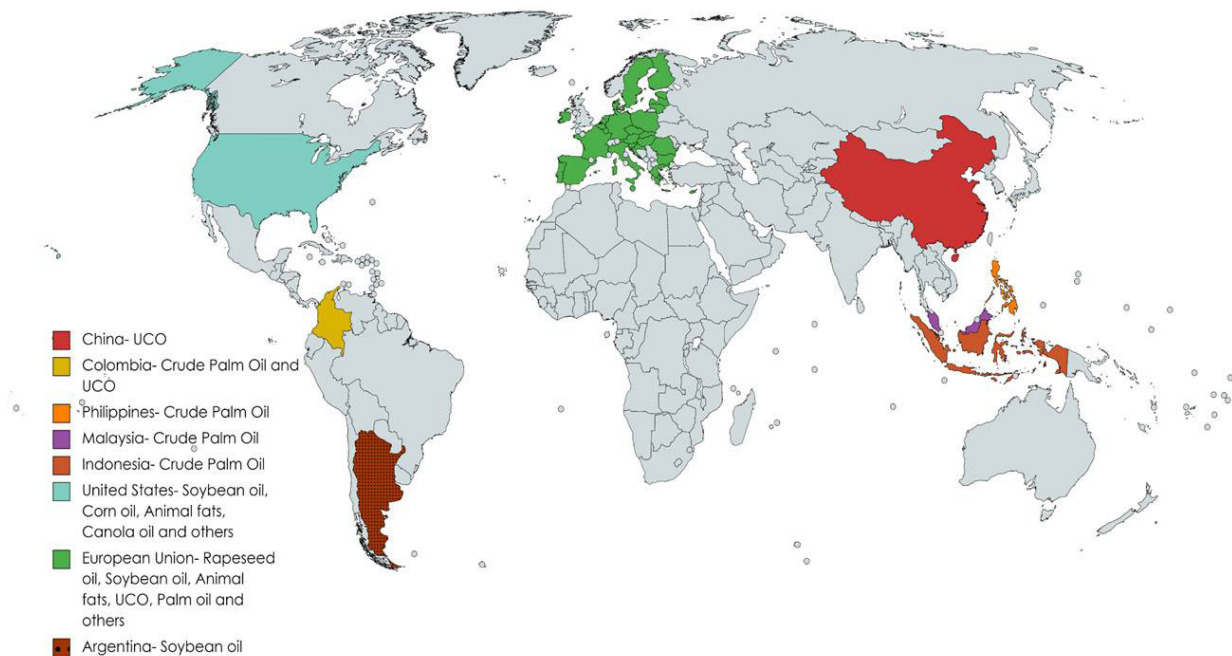 China- UCO
Colombia- Crude Palm Oil and
UCO
Philippines- Crude Palm Oil
Malaysia- Crude Palm Oil
Indonesia- Crude Palm Oil
United States- Soybean oil,
Corn oil, Animal fats,
Canola oil and others
European Union- Rapeseed
oil, Soybean oil, Animal
fats, UCO, Palm oil and
others
Argentina- Soybean oil